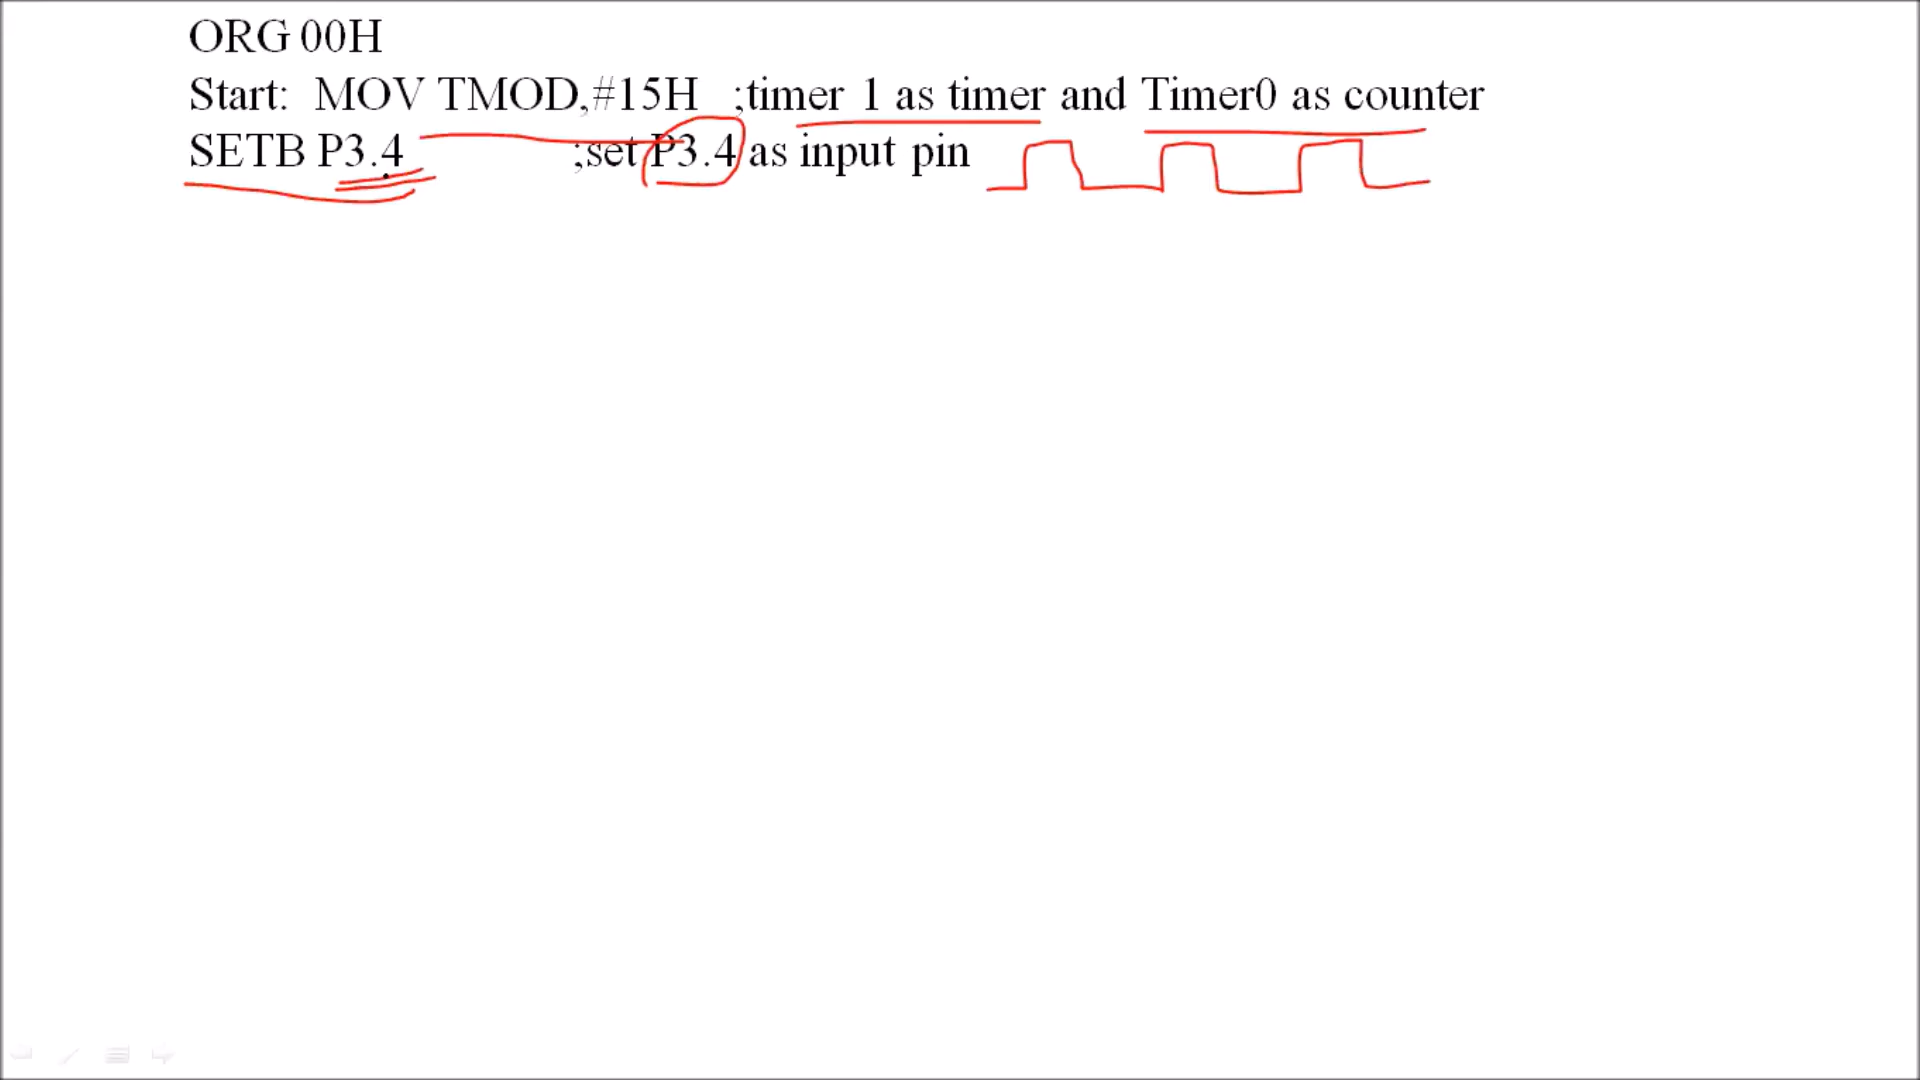 ORG 00H
Start: MOV TMOD,#15H ;timer 1 as timer and Timer0 as counter
SETB P3.4 ;set P3.4 as input pin